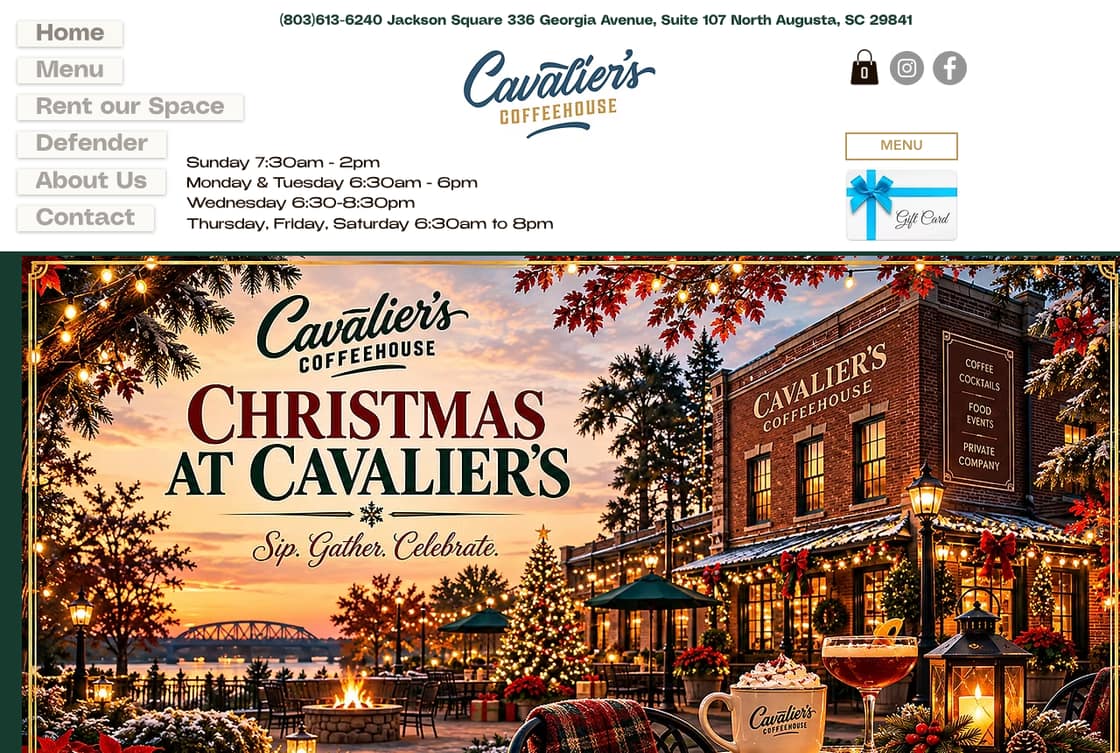 (803)613-6240 Jackson Square 336 Georgia Avenue, Suite 107 North Augusta, SC 29841
Home
Menu
Rent our Space
Defender
About Us
Contact
Cavalier's
COFFEEHOUSE
0
Sunday 7:30am - 2pm
Monday & Tuesday 6:30am - 6pm
Wednesday 6:30-8:30pm
Thursday, Friday, Saturday 6:30am to 8pm
MENU
Gift Card
Cavalier's
COFFEEHOUSE
CHRISTMAS
AT CAVALIER'S
Sip. Gather. Celebrate.
CAVALIER'S
COFFEEHOUSE
COFFEE
COCKTAILS
FOOD
EVENTS
PRIVATE
COMPANY
Cavalier's
COFFEEHOUSE